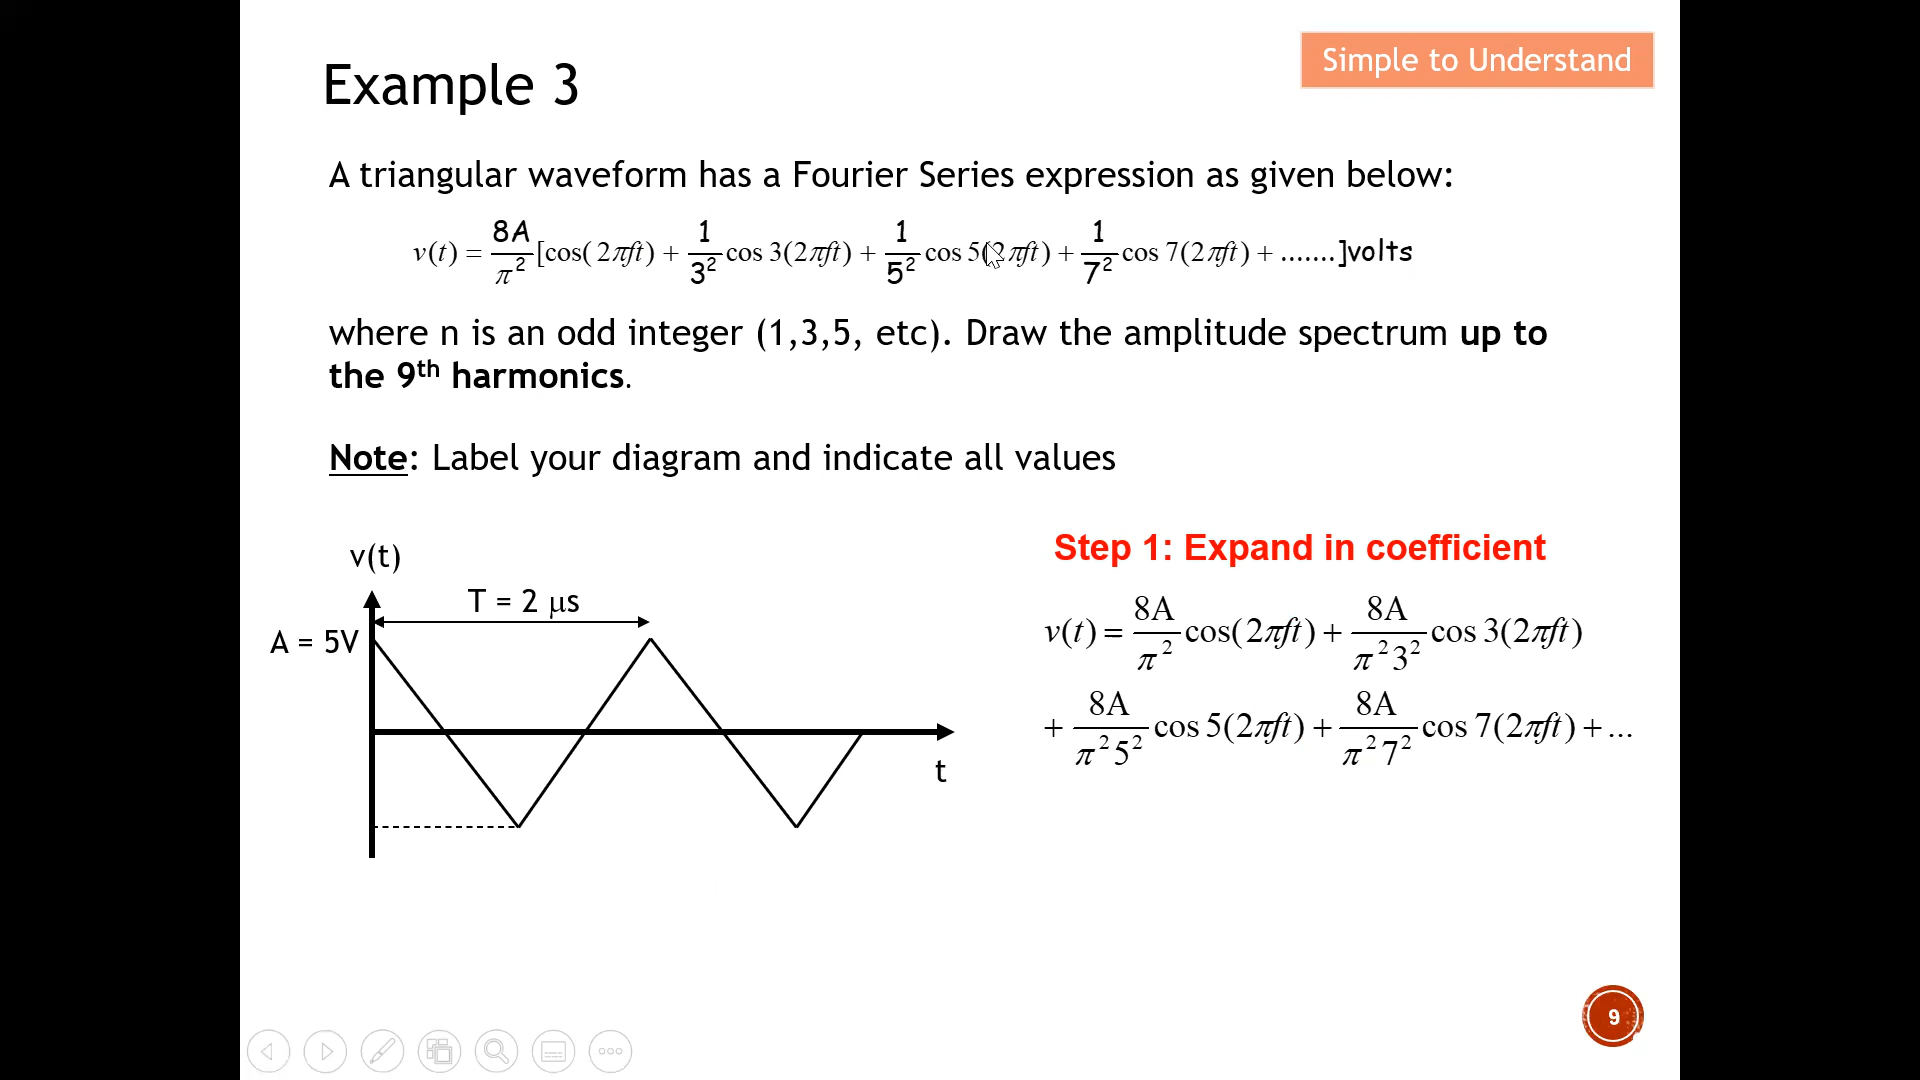 Simple to Understand
Example 3
A triangular waveform has a Fourier Series expression as given below:
v(t) = 8A/π² [cos(2πft) + 1/3² cos 3(2πft) + 1/5² cos 5(2πft) + 1/7² cos 7(2πft) + .......]volts
where n is an odd integer (1,3,5, etc). Draw the amplitude spectrum up to
the 9th harmonics.
Note: Label your diagram and indicate all values
v(t)
T = 2 μs
A = 5V
t
Step 1: Expand in coefficient
v(t) = 8A/π² cos(2πft) + 8A/π²3² cos 3(2πft)
+ 8A/π²5² cos 5(2πft) + 8A/π²7² cos 7(2πft) + ...
9